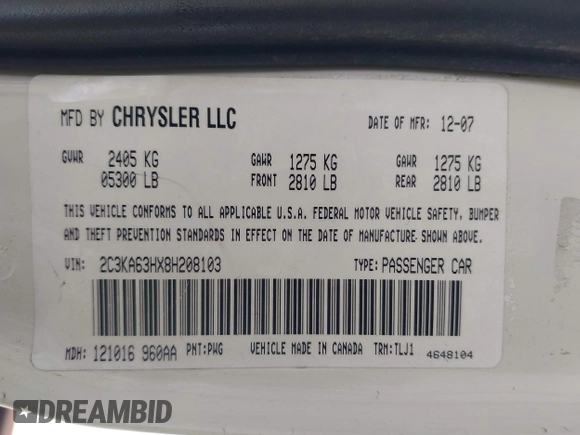 MFD BY CHRYSLER LLC DATE OF MFR: 12-07
GVWR 2405 KG GAWR 1275 KG GAWR 1275 KG
05300 LB FRONT 2810 LB REAR 2810 LB
THIS VEHICLE CONFORMS TO ALL APPLICABLE U.S.A. FEDERAL MOTOR VEHICLE SAFETY, BUMPER
AND THEFT PREVENTION STANDARDS IN EFFECT ON THE DATE OF MANUFACTURE SHOWN ABOVE.
VIN: 2C3KA63HX8H208103 TYPE: PASSENGER CAR
MDH: 121016 960AA PNT:PWG VEHICLE MADE IN CANADA TRM:TLJ1 4648104
DREAMBID